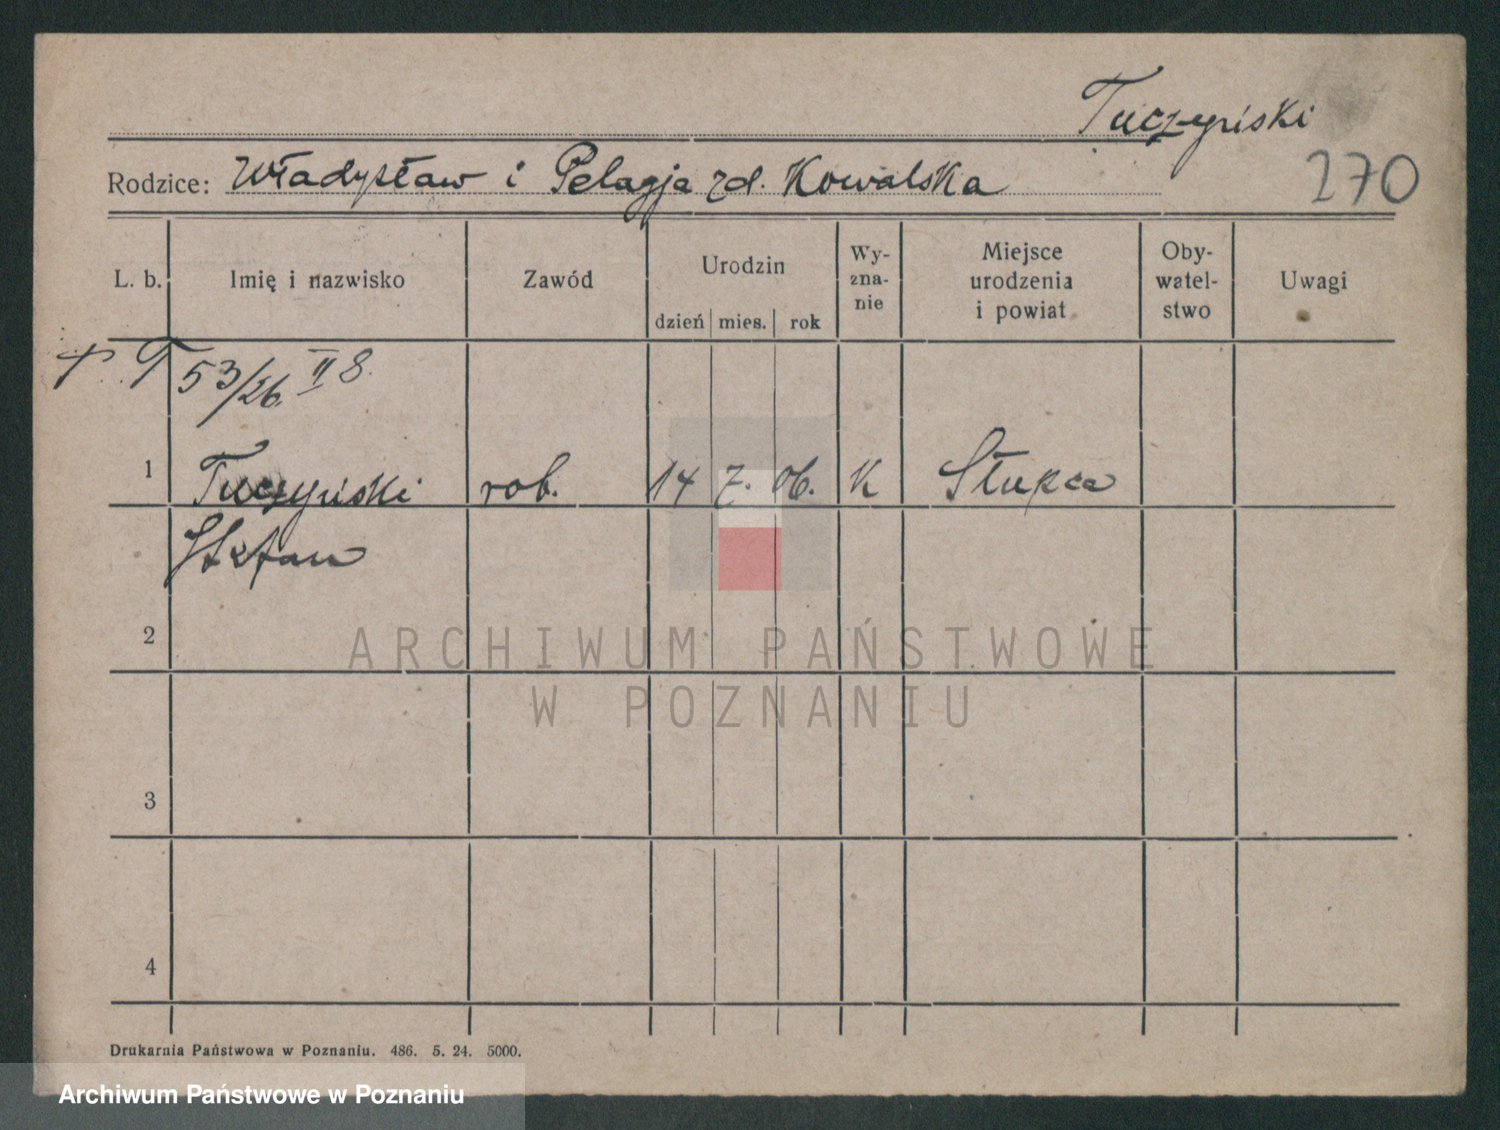 Tuczyński
Rodzice: Władysław i Pelagja zd. Kowalska
270
L. b. Imię i nazwisko Zawód Urodzin dzień mies. rok Wy-zna-nie Miejsce urodzenia i powiat Oby-watel-stwo Uwagi
53/26. II 8.
1 Tuczyński rob. 14 7. 06. K Słupca
Stefan
2
ARCHIWUM PAŃSTWOWE
W POZNANIU
3
4
Drukarnia Państwowa w Poznaniu. 486. 5. 24. 5000.
Archiwum Państwowe w Poznaniu